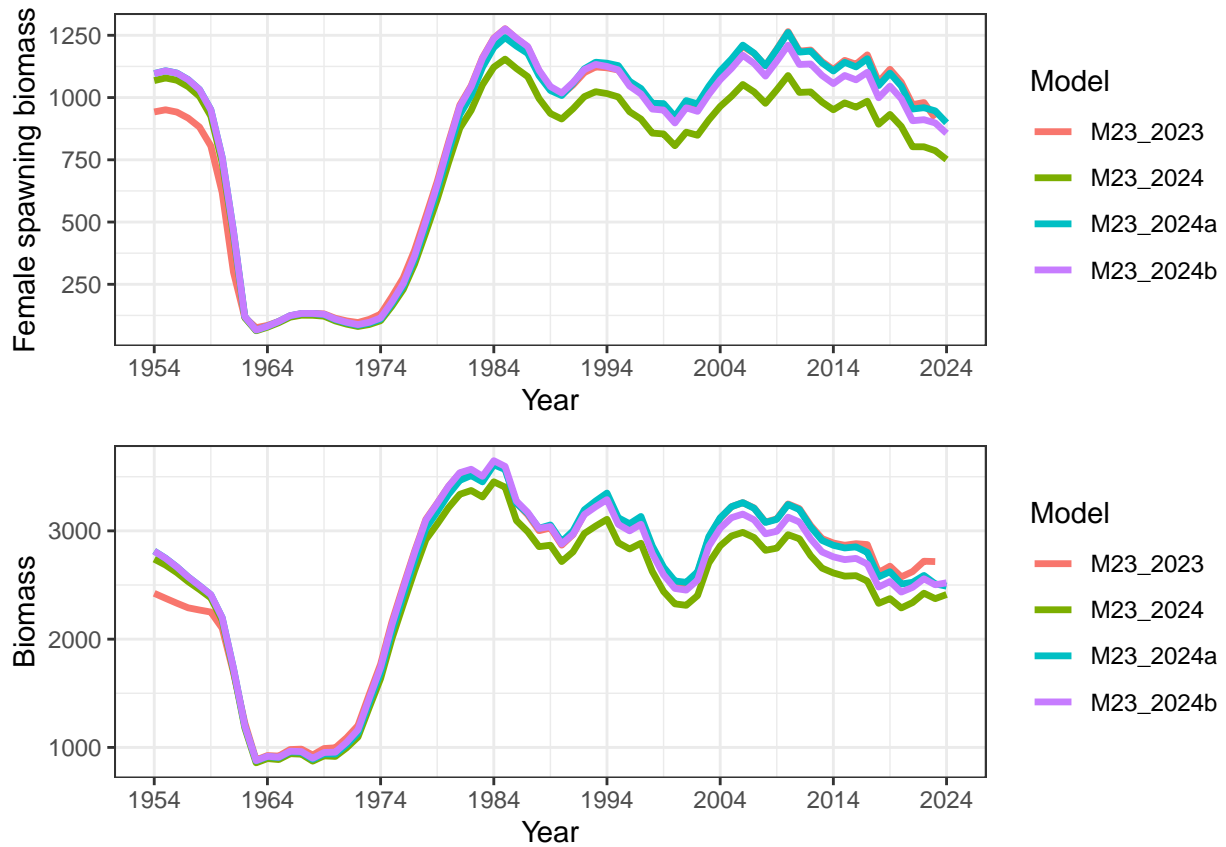 Female spawning biomass
1250
1000
750
500
250
1954 1964 1974 1984 1994 2004 2014 2024
Year
Model
M23_2023
M23_2024
M23_2024a
M23_2024b
Biomass
3000
2000
1000
1954 1964 1974 1984 1994 2004 2014 2024
Year
Model
M23_2023
M23_2024
M23_2024a
M23_2024b